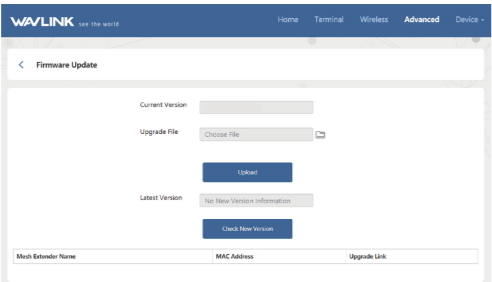 WAVLINK see the world Home Terminal Wireless Advanced Device
< Firmware Update
Current Version
Upgrade File Choose File
Upload
Latest Version No New Version Information
Check New Version
Mesh Extender Name MAC Address Upgrade Link